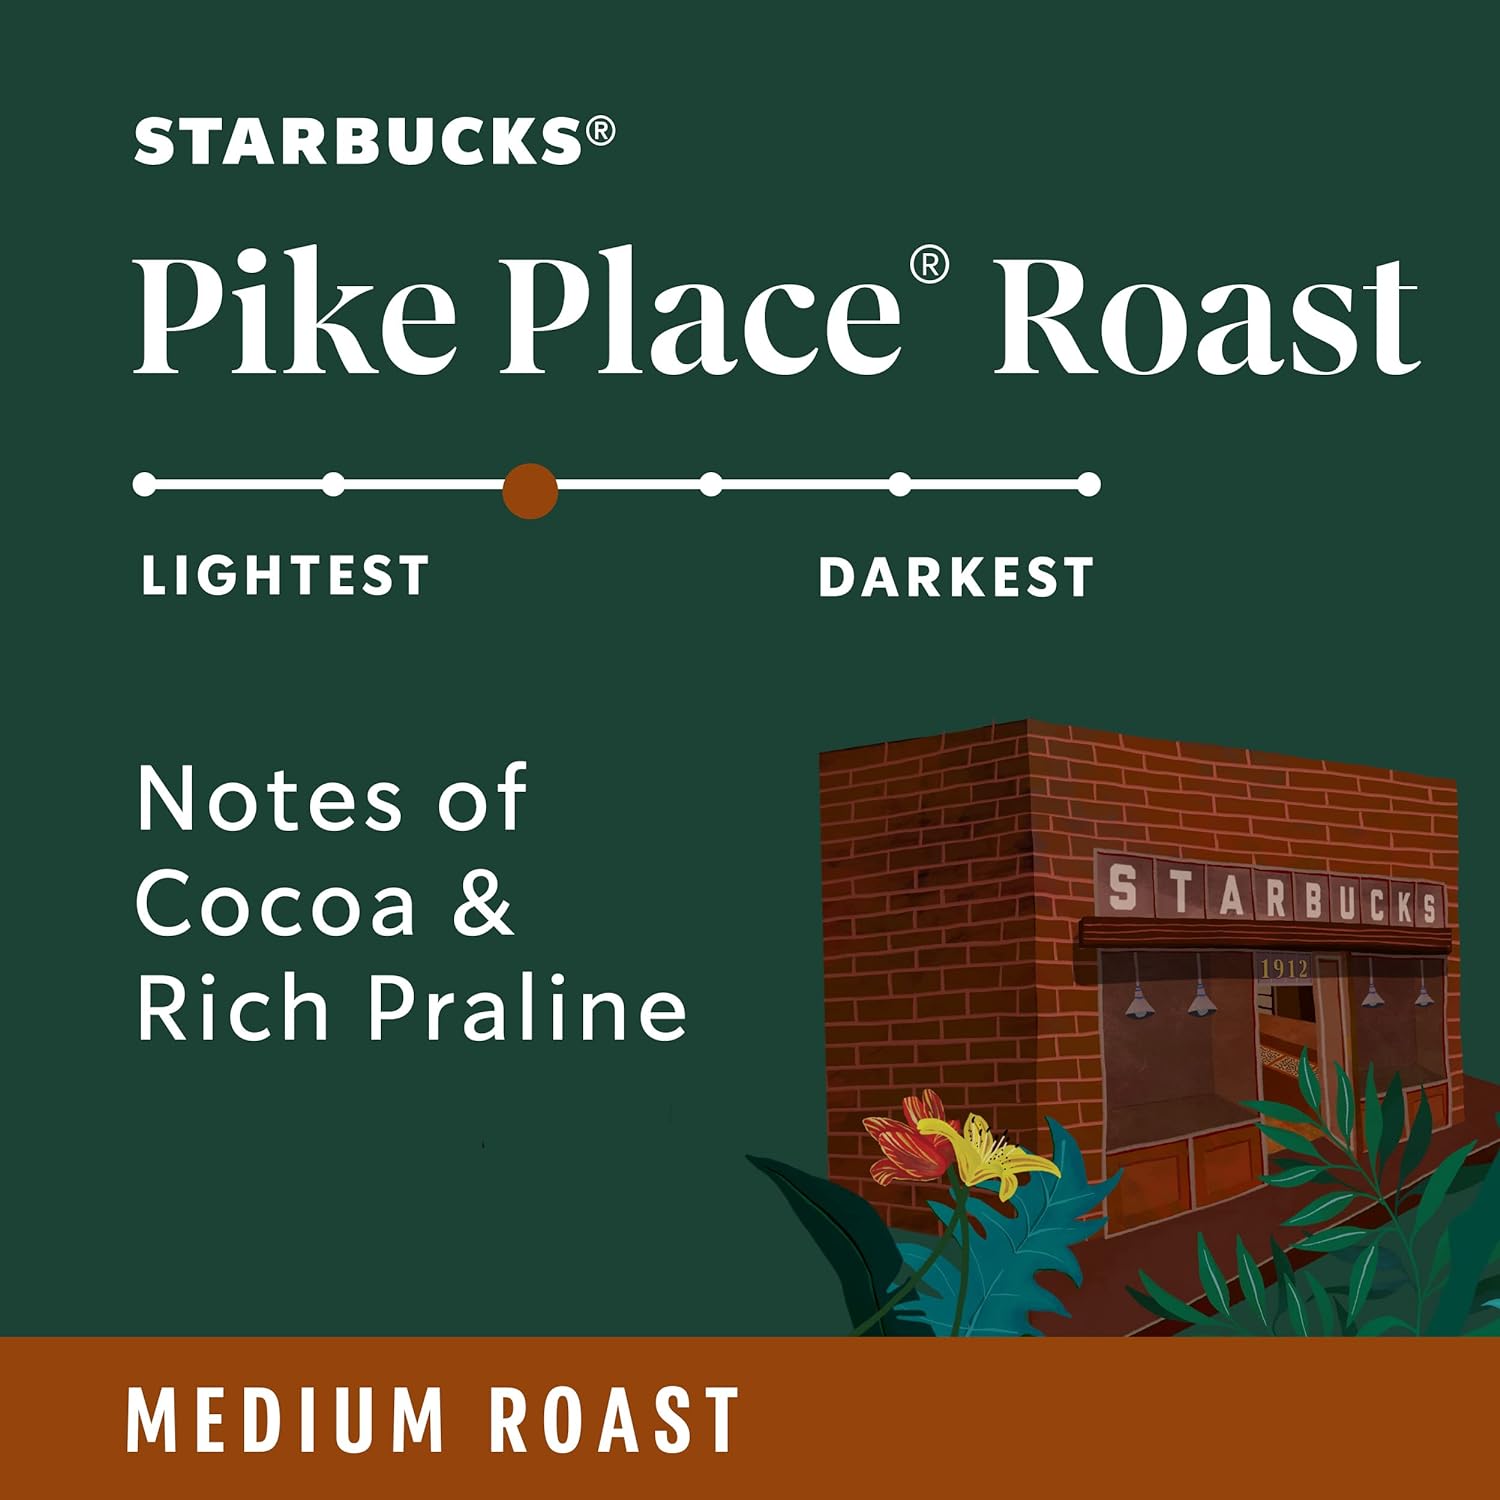 STARBUCKS®
Pike Place® Roast
LIGHTEST DARKEST
Notes of
Cocoa &
Rich Praline
STARBUCKS
1912
MEDIUM ROAST